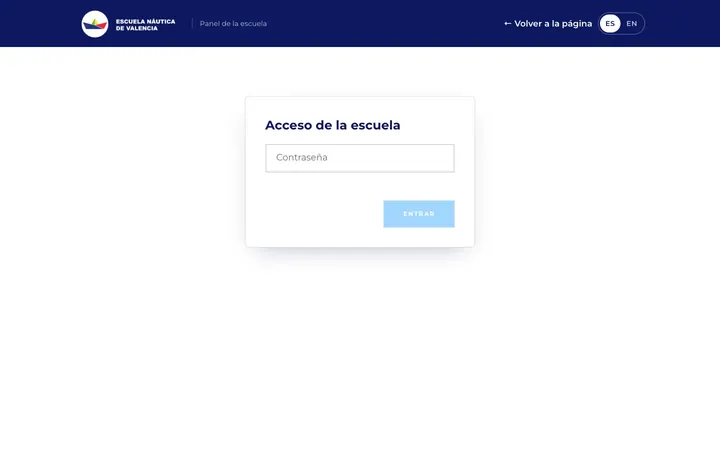 ESCUELA NÁUTICA
DE VALENCIA
Panel de la escuela
← Volver a la página
ES
EN
Acceso de la escuela
Contraseña
ENTRAR